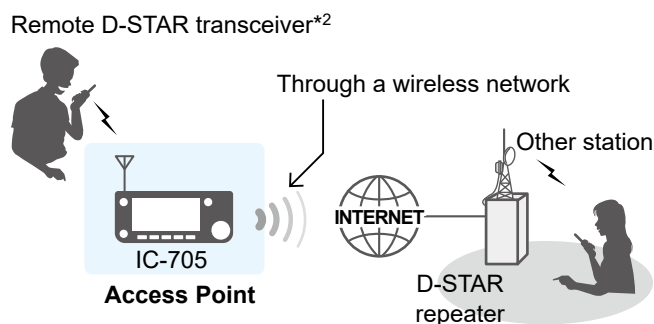 Remote D-STAR transceiver*2
Through a wireless network
Other station
INTERNET
IC-705
Access Point
D-STAR
repeater